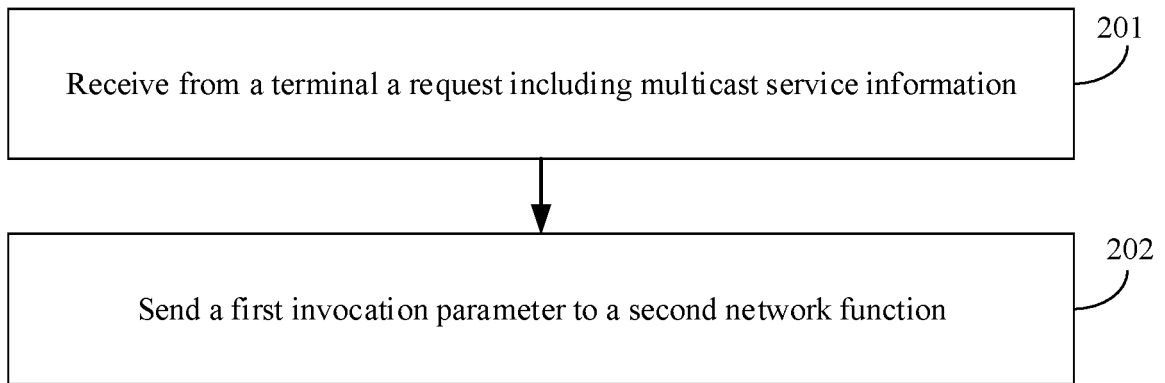 201
Receive from a terminal a request including multicast service information
202
Send a first invocation parameter to a second network function